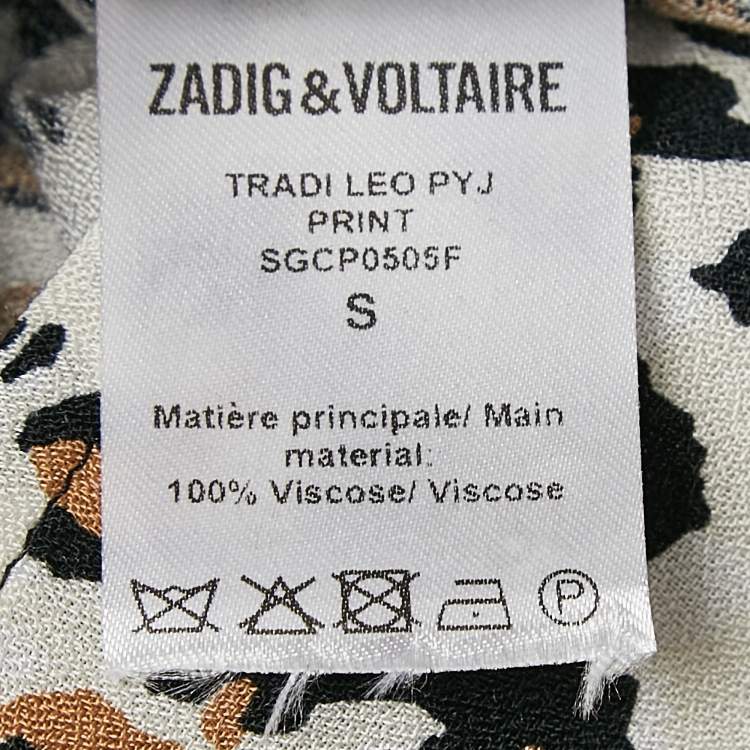 ZADIG&VOLTAIRE
TRADI LEO PYJ
PRINT
SGCP0505F
S
Matière principale/ Main
material:
100% Viscose/ Viscose
P